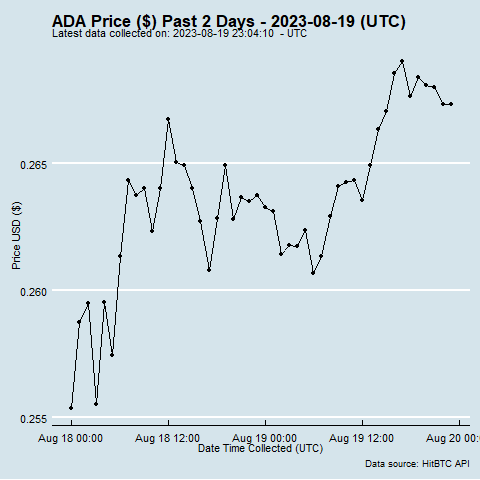 ADA Price ($) Past 2 Days - 2023-08-19 (UTC)
Latest data collected on: 2023-08-19 23:04:10 - UTC
0.265
0.260
0.255
Price USD ($)
Aug 18 00:00 Aug 18 12:00 Aug 19 00:00 Aug 19 12:00 Aug 20 00:
Date Time Collected (UTC)
Data source: HitBTC API